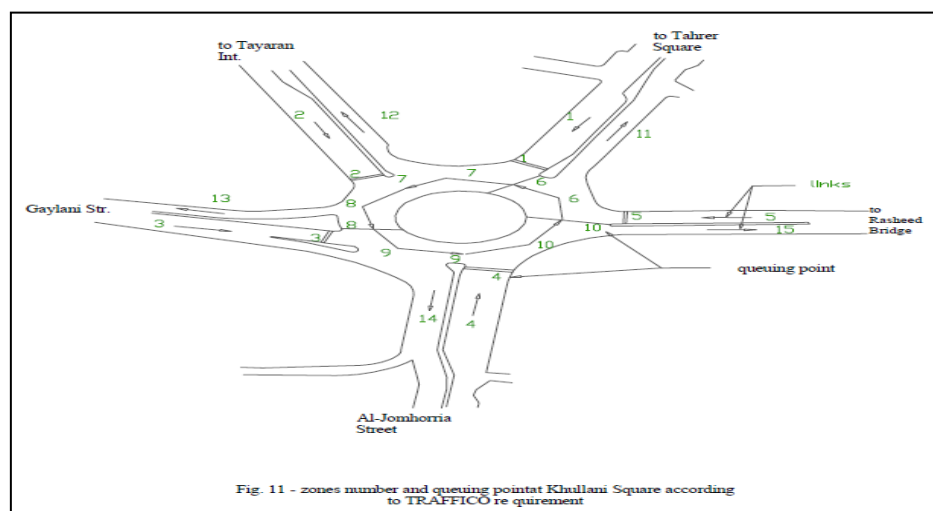 to Tayaran
Int.
to Tahrer
Square
2
12
1
11
1
2
7
7
6
6
13
8
8
Gaylani Str.
3
3
9
9
10
10
5
5
links
to
Rasheed
Bridge
15
4
queuing point
14
4
Al-Jomhorria
Street
Fig. 11 - zones number and queuing pointat Khullani Square according
to TRAFFICO re quirement